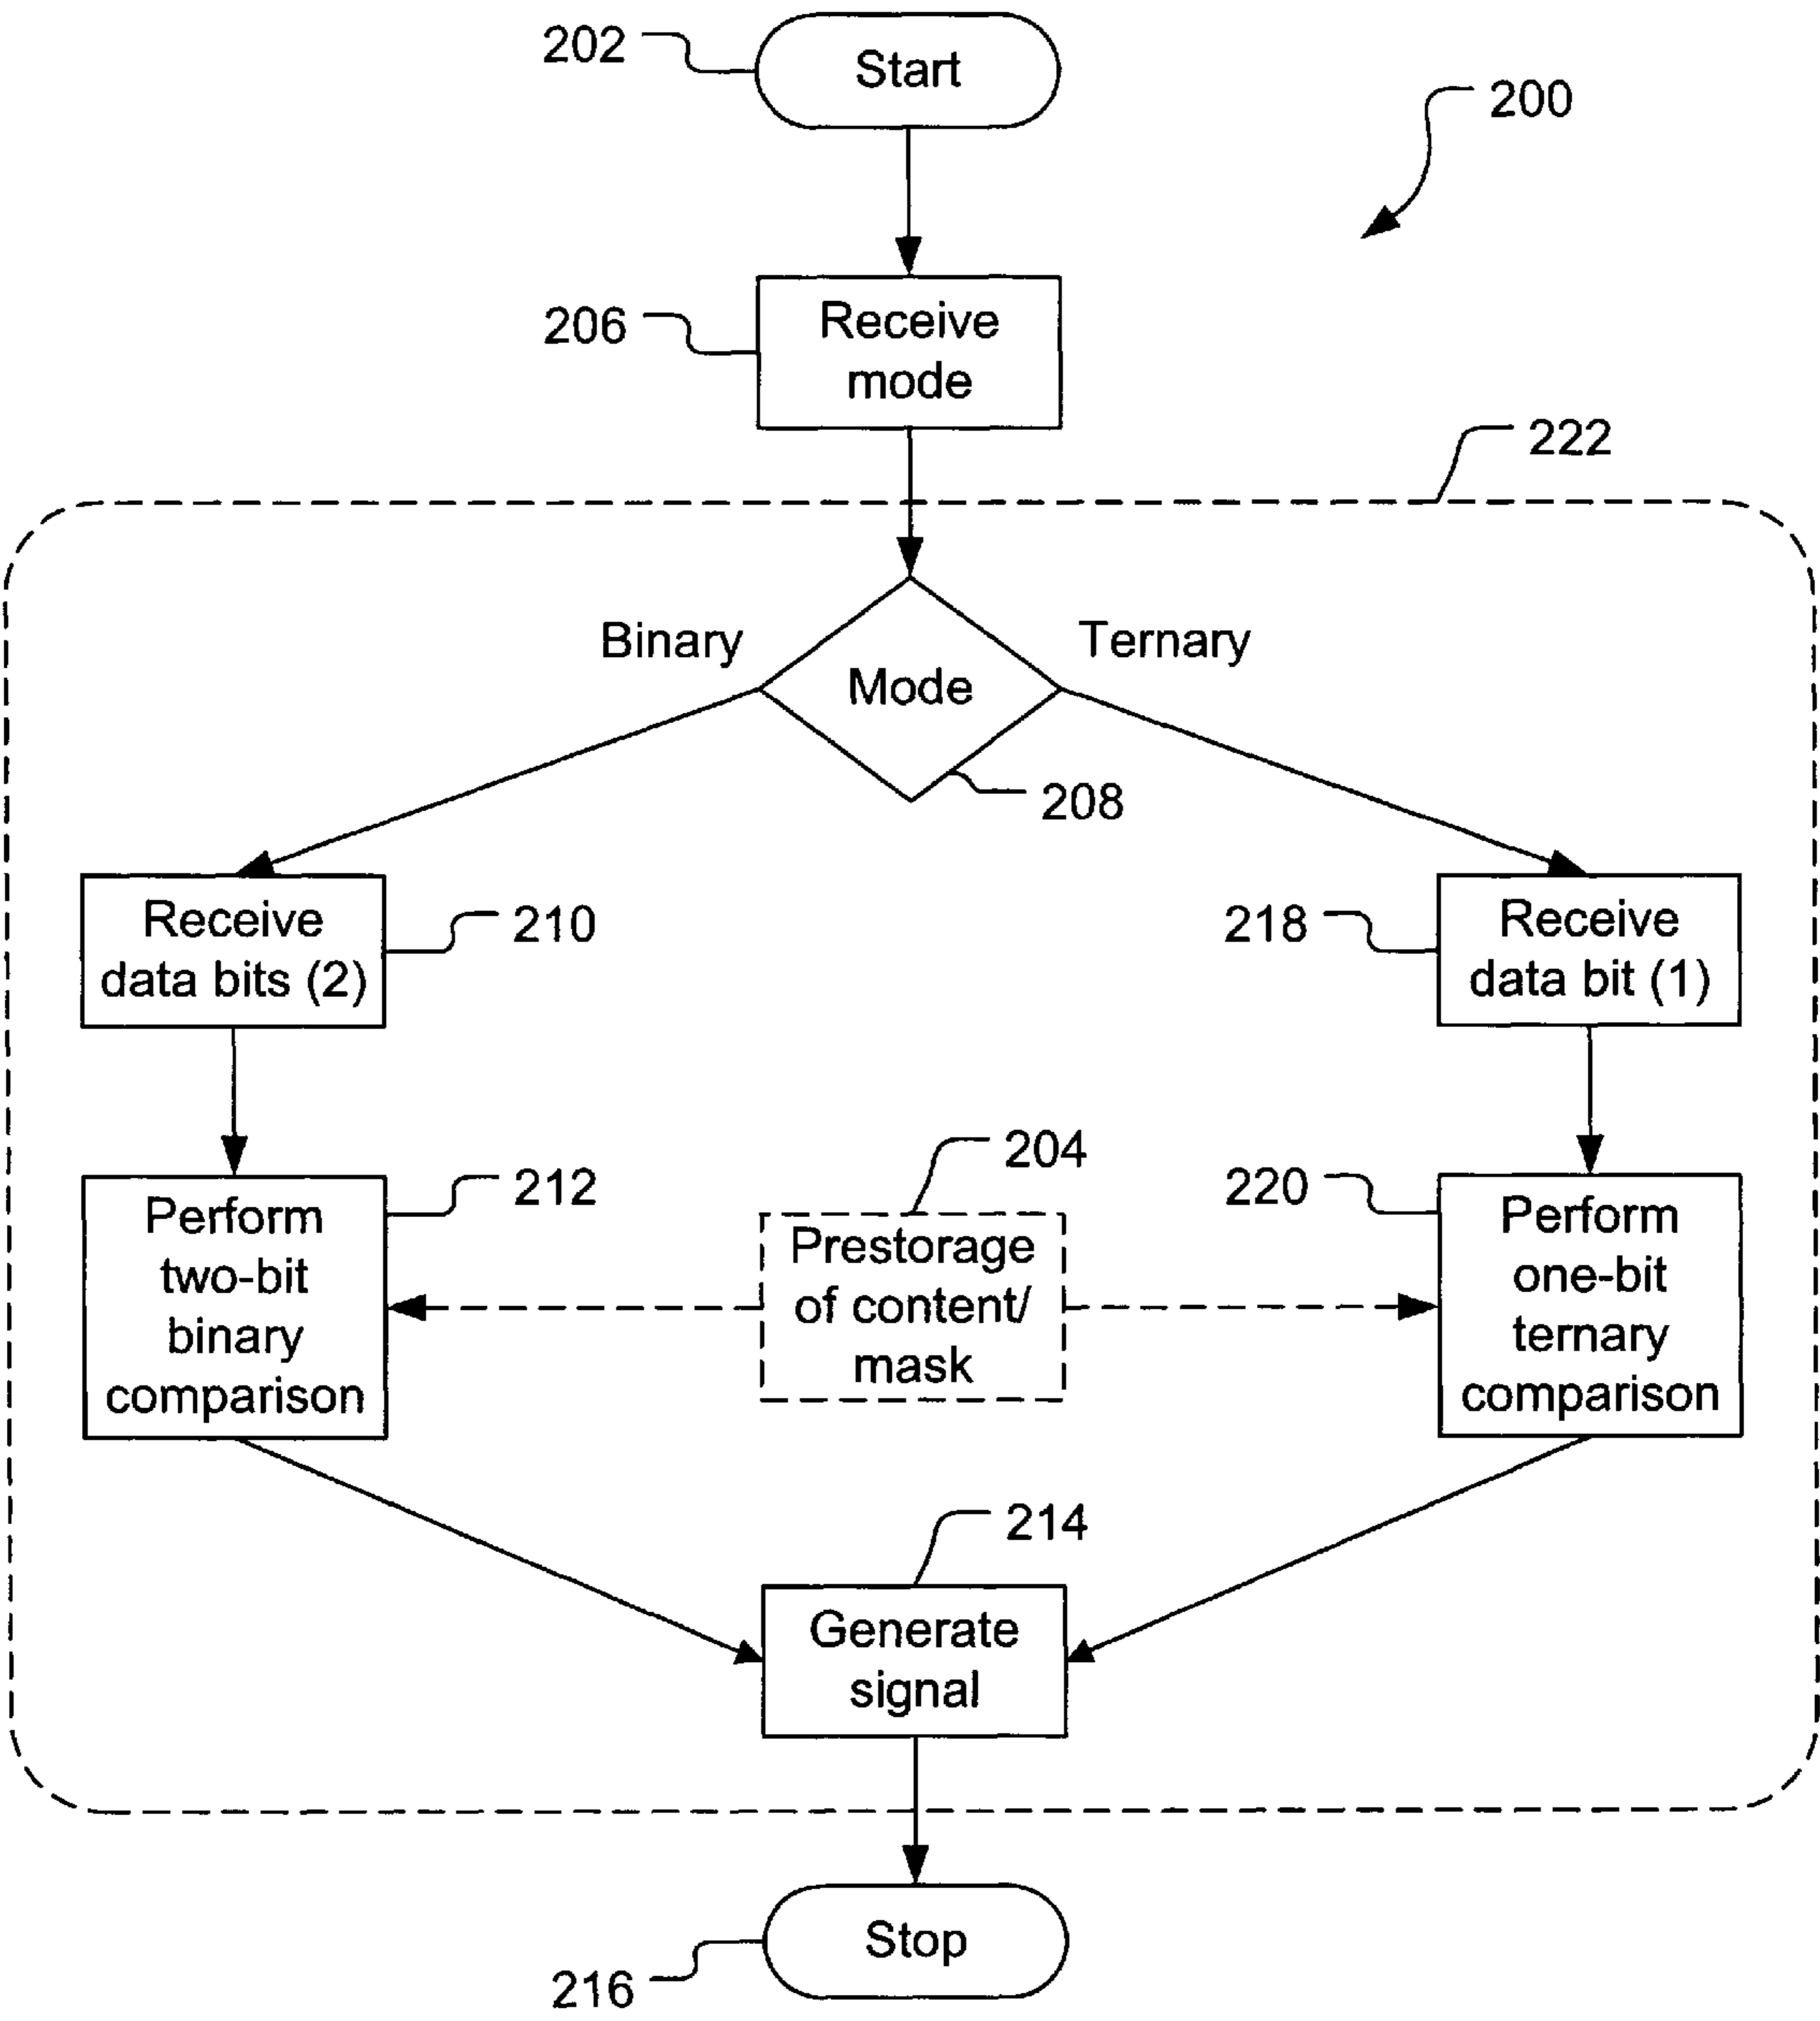 202
Start
200
206
Receive
mode
222
Binary
Ternary
Mode
208
Receive
data bits (2)
210
218
Receive
data bit (1)
204
212
220
Perform
two-bit
binary
comparison
Prestorage
of content/
mask
Perform
one-bit
ternary
comparison
214
Generate
signal
Stop
216